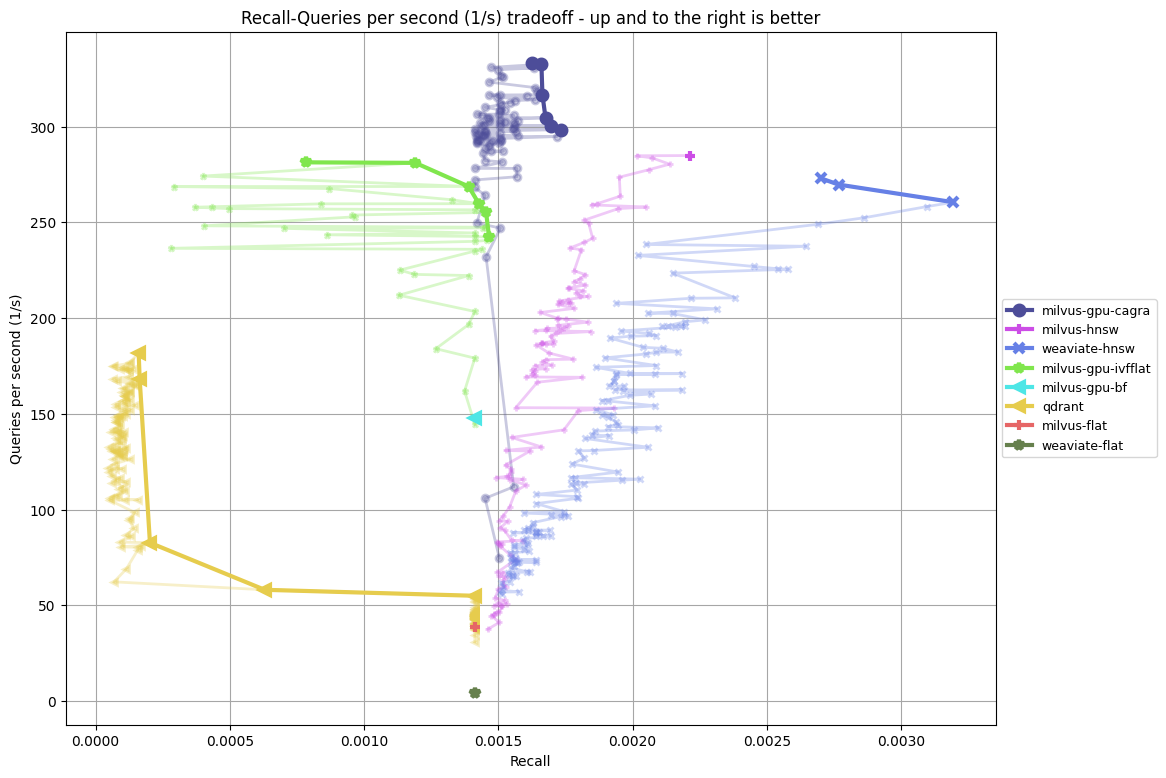 Recall-Queries per second (1/s) tradeoff - up and to the right is better
Queries per second (1/s)
300
250
200
150
100
50
0
0.0000 0.0005 0.0010 0.0015 0.0020 0.0025 0.0030
Recall
milvus-gpu-cagra
milvus-hnsw
weaviate-hnsw
milvus-gpu-ivfflat
milvus-gpu-bf
qdrant
milvus-flat
weaviate-flat